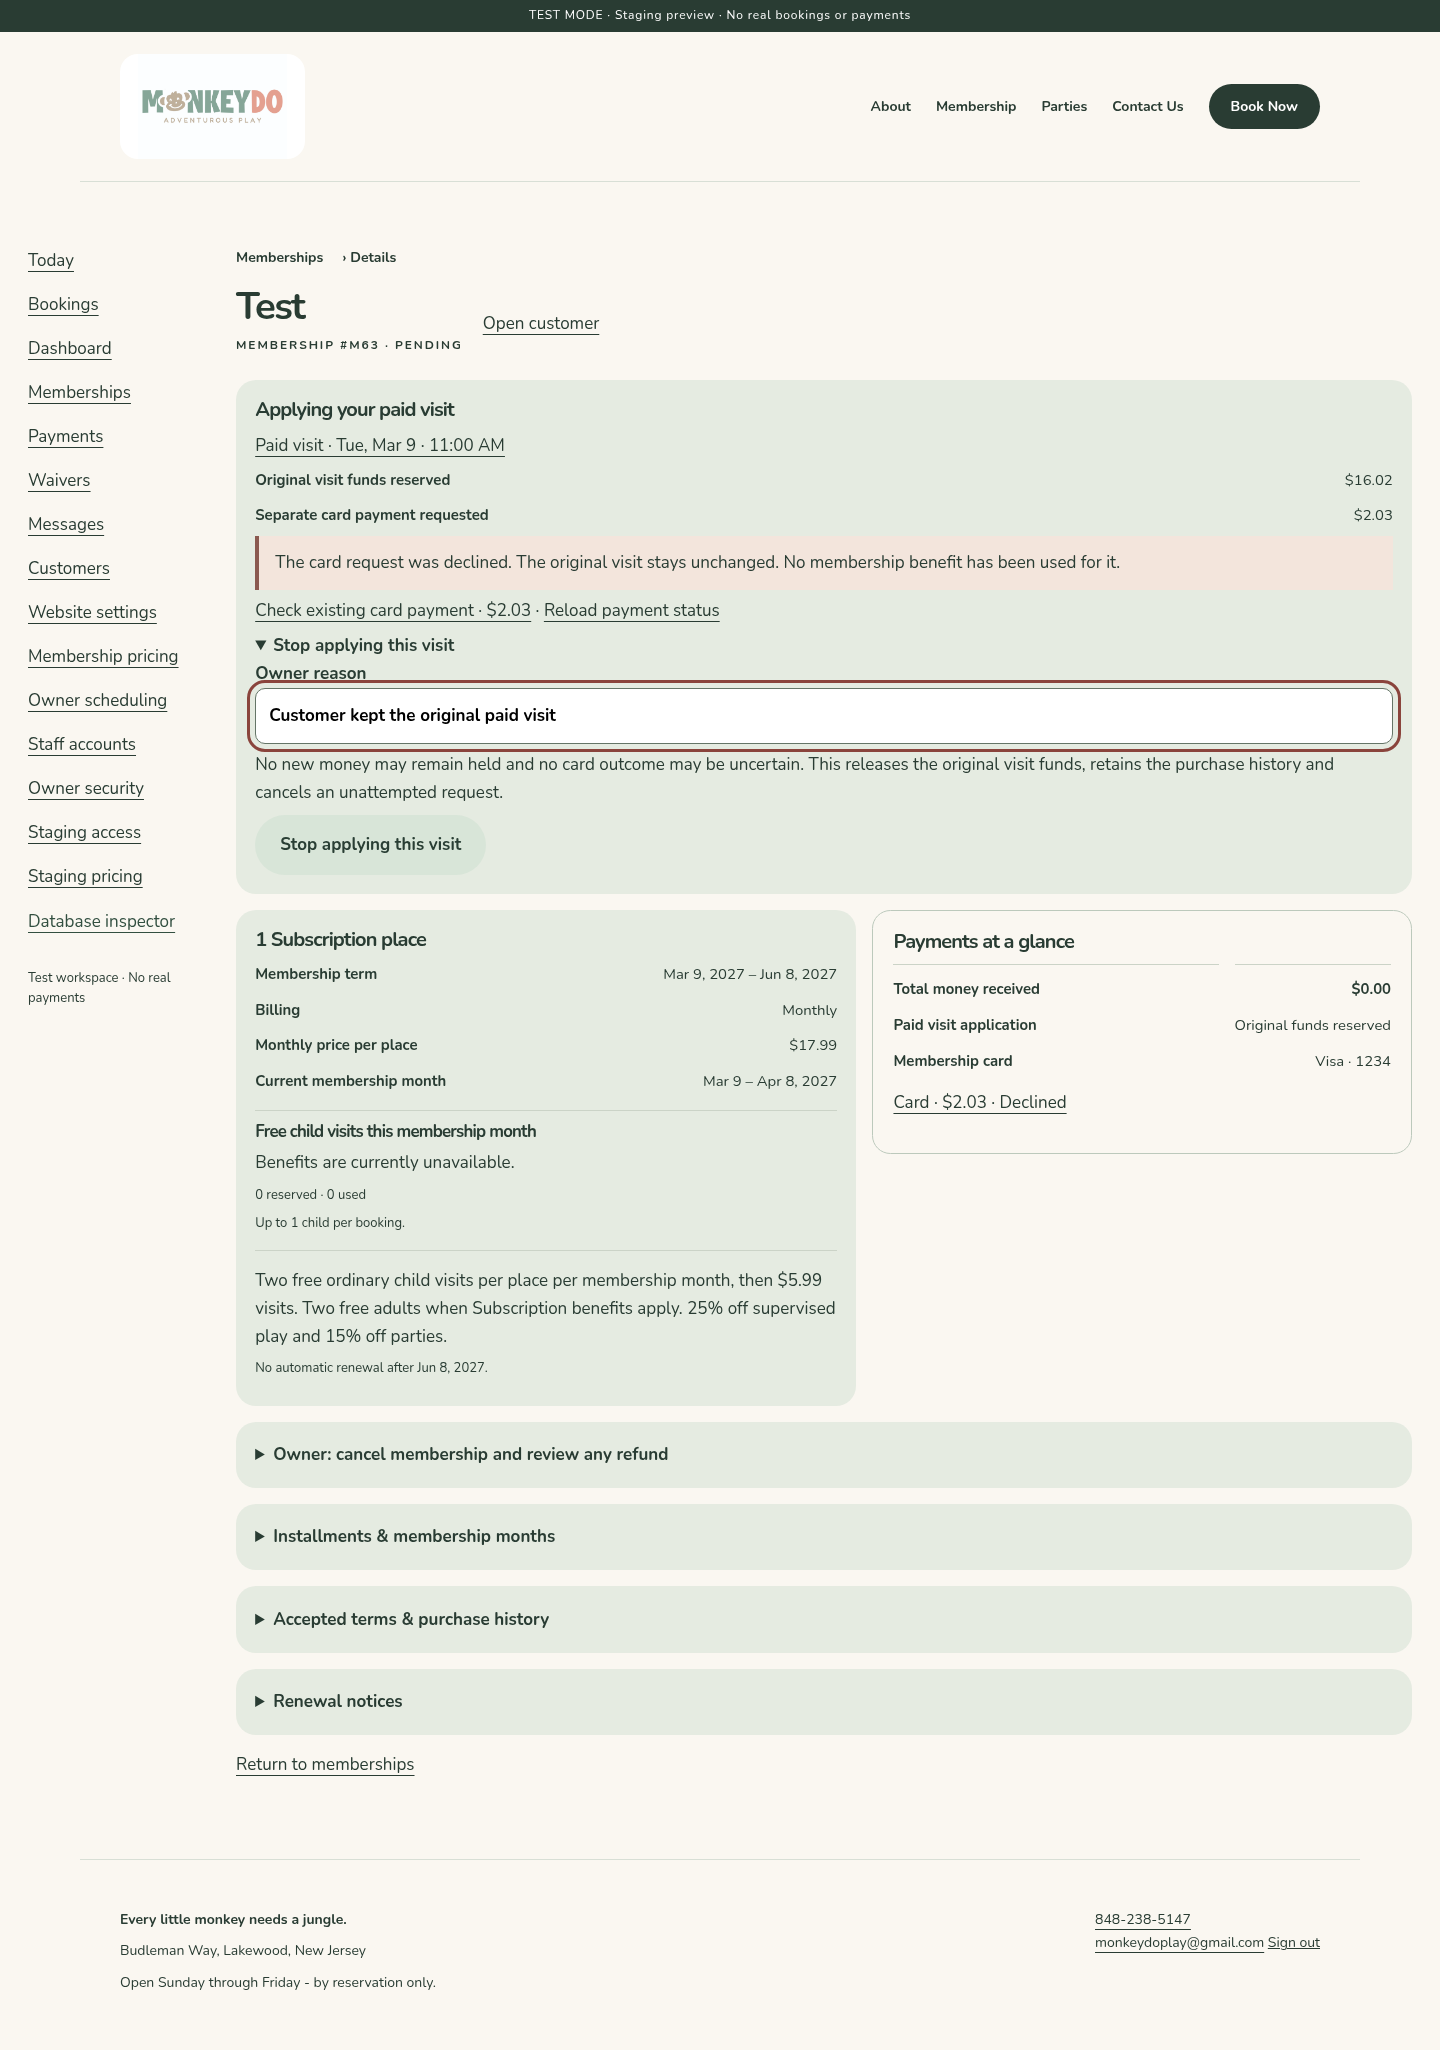 TEST MODE · Staging preview · No real bookings or payments
MONKEYDO
ADVENTUROUS PLAY
About
Membership
Parties
Contact Us
Book Now
Today
Bookings
Dashboard
Memberships
Payments
Waivers
Messages
Customers
Website settings
Membership pricing
Owner scheduling
Staff accounts
Owner security
Staging access
Staging pricing
Database inspector
Test workspace · No real
payments
Memberships › Details
Test
MEMBERSHIP #M63 · PENDING
Open customer
Applying your paid visit
Paid visit · Tue, Mar 9 · 11:00 AM
Original visit funds reserved $16.02
Separate card payment requested $2.03
The card request was declined. The original visit stays unchanged. No membership benefit has been used for it.
Check existing card payment · $2.03 · Reload payment status
▼ Stop applying this visit
Owner reason
Customer kept the original paid visit
No new money may remain held and no card outcome may be uncertain. This releases the original visit funds, retains the purchase history and
cancels an unattempted request.
Stop applying this visit
1 Subscription place
Membership term Mar 9, 2027 – Jun 8, 2027
Billing Monthly
Monthly price per place $17.99
Current membership month Mar 9 – Apr 8, 2027
Free child visits this membership month
Benefits are currently unavailable.
0 reserved · 0 used
Up to 1 child per booking.
Two free ordinary child visits per place per membership month, then $5.99
visits. Two free adults when Subscription benefits apply. 25% off supervised
play and 15% off parties.
No automatic renewal after Jun 8, 2027.
Payments at a glance
Total money received $0.00
Paid visit application Original funds reserved
Membership card Visa · 1234
Card · $2.03 · Declined
▶ Owner: cancel membership and review any refund
▶ Installments & membership months
▶ Accepted terms & purchase history
▶ Renewal notices
Return to memberships
Every little monkey needs a jungle.
Budleman Way, Lakewood, New Jersey
Open Sunday through Friday - by reservation only.
848-238-5147
monkeydoplay@gmail.com Sign out